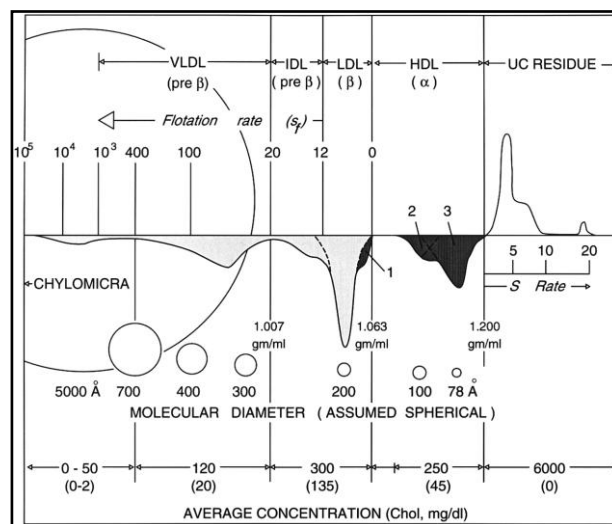 VLDL IDL LDL HDL UC RESIDUE
(pre β) (pre β) (β) (α)
Flotation rate (sf)
10⁵ 10⁴ 10³ 400 100 20 12 0
2 3
1
5 10 20
S Rate
CHYLOMICRA
1.007 1.063 1.200
gm/ml gm/ml gm/ml
5000 Å 700 400 300 200 100 78 Å
MOLECULAR DIAMETER ( ASSUMED SPHERICAL )
0 - 50 120 300 250 6000
(0-2) (20) (135) (45) (0)
AVERAGE CONCENTRATION (Chol, mg/dl)